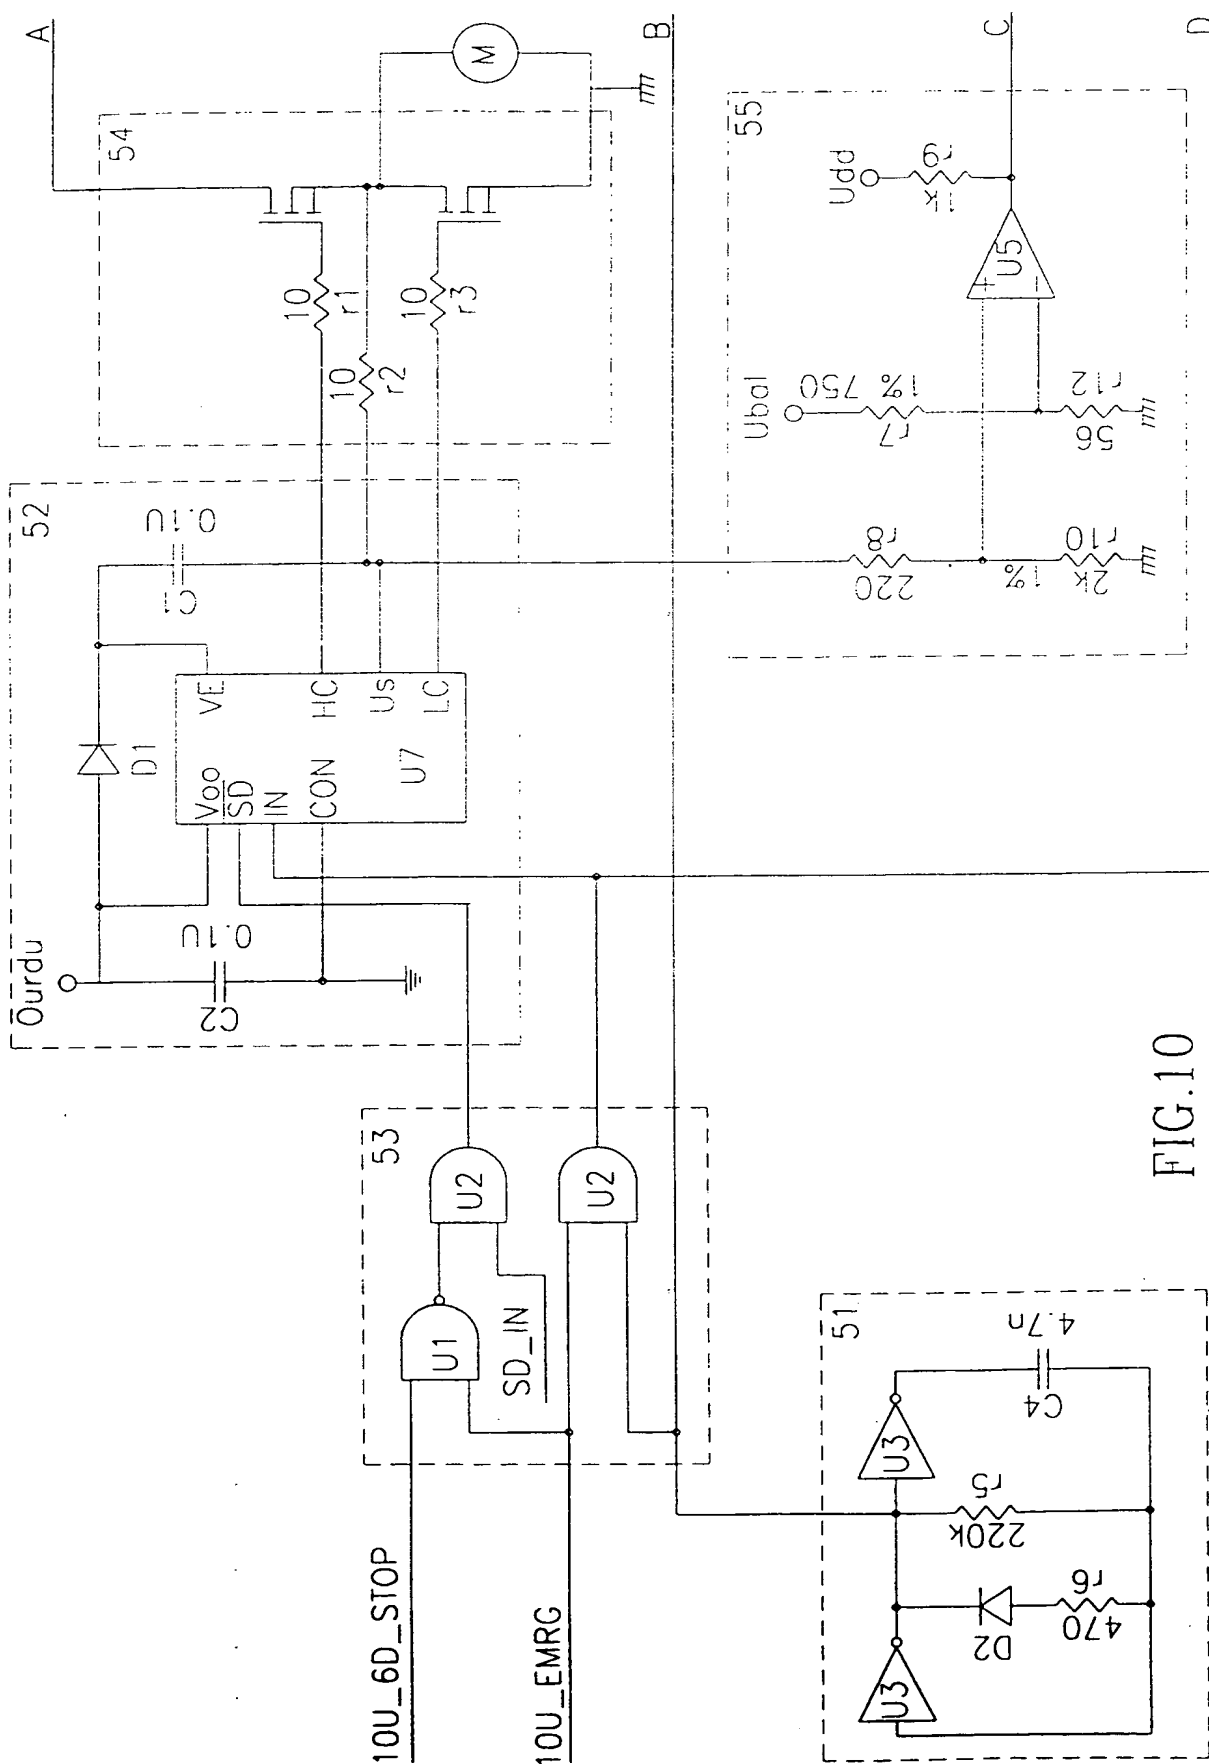 A
54
10
r1
10
r2
10
r3
M
B
52
Ourdu
0.1U
C2
D1
C1
0.1U
Voo
SD
IN
CON
VE
HC
Us
LC
U7
55
Ubal
750
1%
r7
56
r12
220
r8
1%
2k
r10
Udd
1k
r9
+
−
U5
C
D
53
10U_6D_STOP
10U_EMRG
U1
SD_IN
U2
U2
51
U3
D2
470
r6
220k
r5
U3
C4
4.7n
FIG.10